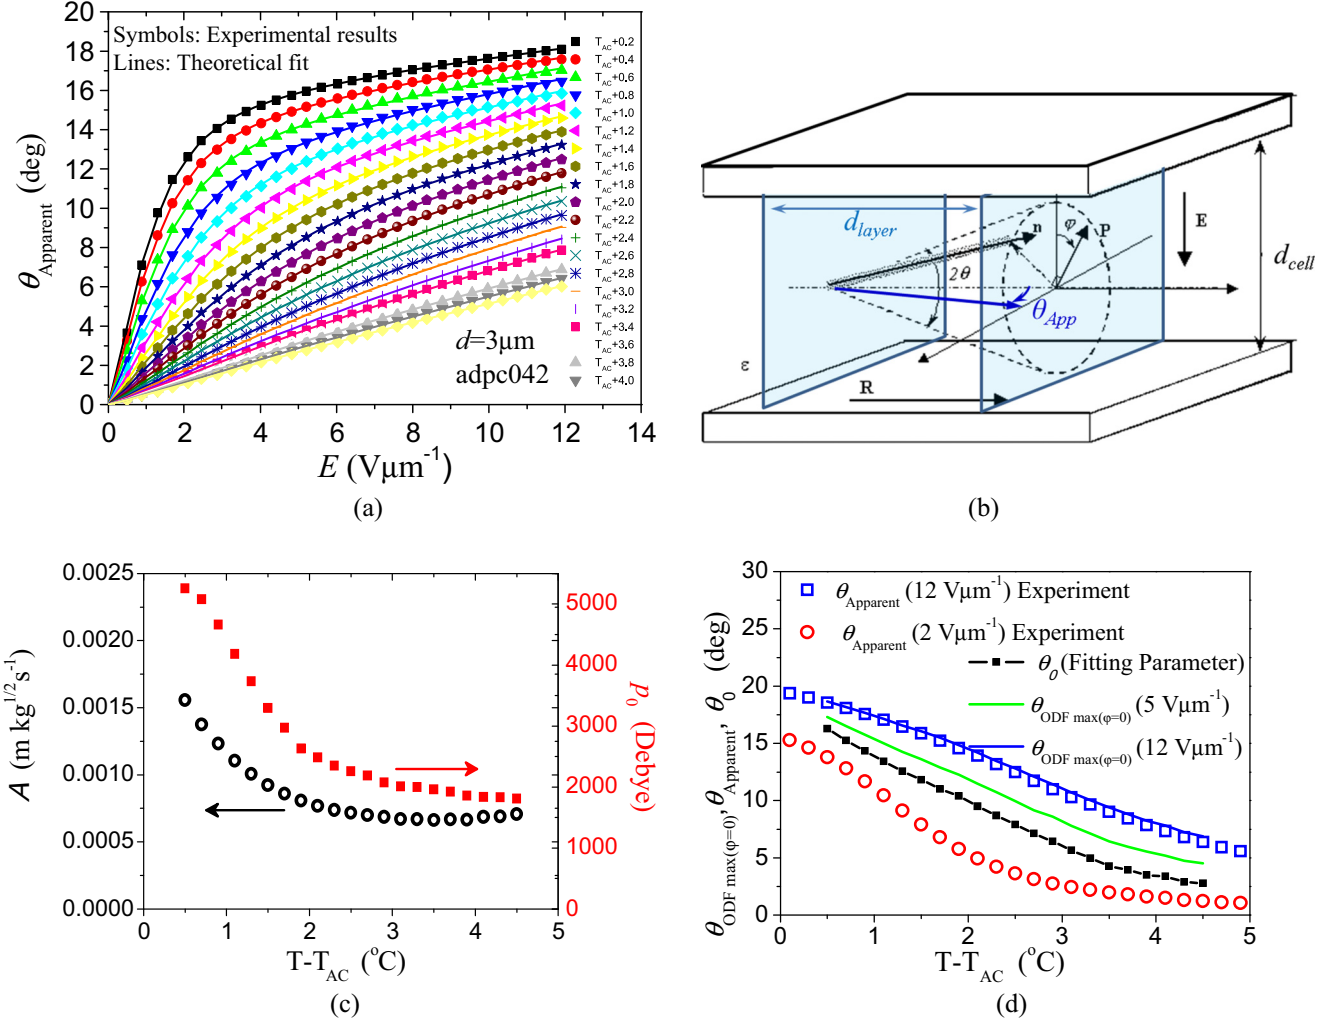 20
18
16
14
12
10
8
6
4
2
0
θApparent (deg)
Symbols: Experimental results
Lines: Theoretical fit
TAC+0.2
TAC+0.4
TAC+0.6
TAC+0.8
TAC+1.0
TAC+1.2
TAC+1.4
TAC+1.6
TAC+1.8
TAC+2.0
TAC+2.2
TAC+2.4
TAC+2.6
TAC+2.8
TAC+3.0
TAC+3.2
TAC+3.4
TAC+3.6
TAC+3.8
TAC+4.0
d=3μm
adpc042
0 2 4 6 8 10 12 14
E (Vμm-1)
(a)
dlayer
n
φ
p
E
2θ
dcell
θApp
ε
R
(b)
0.0025
0.0020
0.0015
0.0010
0.0005
0.0000
A (m kg1/2s-1)
5000
4000
3000
2000
1000
0
p0 (Debye)
0 1 2 3 4 5
T-TAC (oC)
(c)
30
25
20
15
10
5
0
θODF max(φ=0),θApparent, θ0 (deg)
θApparent (12 Vμm-1) Experiment
θApparent (2 Vμm-1) Experiment
θ0(Fitting Parameter)
θODF max(φ=0) (5 Vμm-1)
θODF max(φ=0) (12 Vμm-1)
0 1 2 3 4 5
T-TAC (oC)
(d)